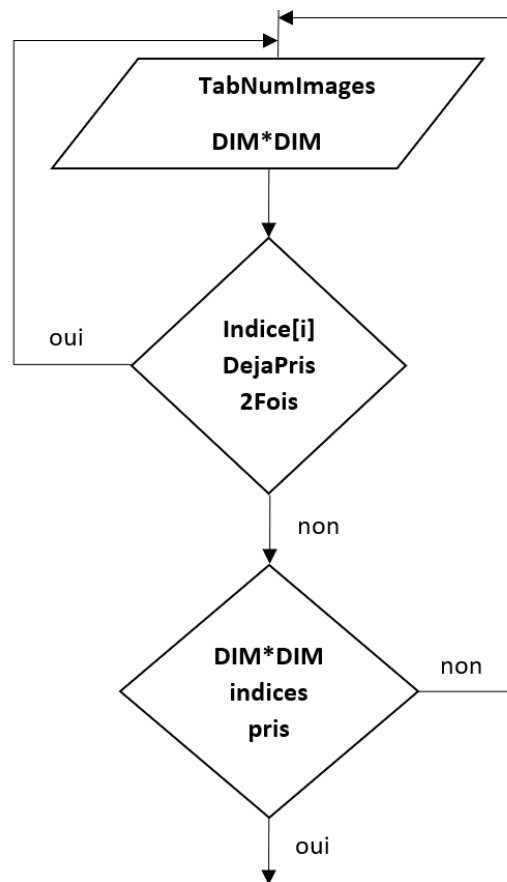 TabNumImages
DIM*DIM
Indice[i]
DejaPris
2Fois
oui
non
DIM*DIM
indices
pris
non
oui